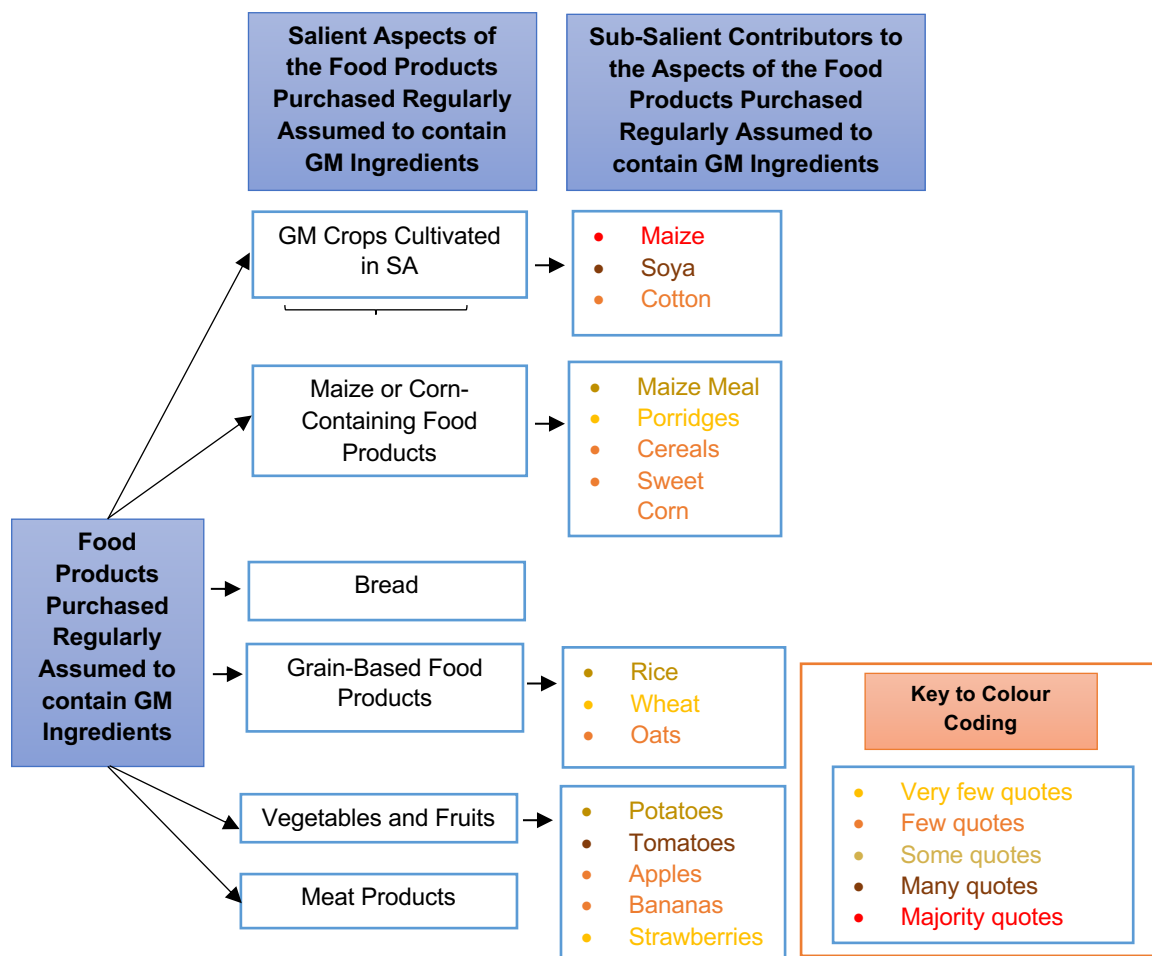 Salient Aspects of
the Food Products
Purchased Regularly
Assumed to contain
GM Ingredients
Sub-Salient Contributors to
the Aspects of the Food
Products Purchased
Regularly Assumed to
contain GM Ingredients
GM Crops Cultivated
in SA
• Maize
• Soya
• Cotton
Maize or Corn-
Containing Food
Products
• Maize Meal
• Porridges
• Cereals
• Sweet
Corn
Food
Products
Purchased
Regularly
Assumed to
contain GM
Ingredients
Bread
Grain-Based Food
Products
• Rice
• Wheat
• Oats
Vegetables and Fruits
• Potatoes
• Tomatoes
• Apples
• Bananas
• Strawberries
Meat Products
Key to Colour
Coding
• Very few quotes
• Few quotes
• Some quotes
• Many quotes
• Majority quotes